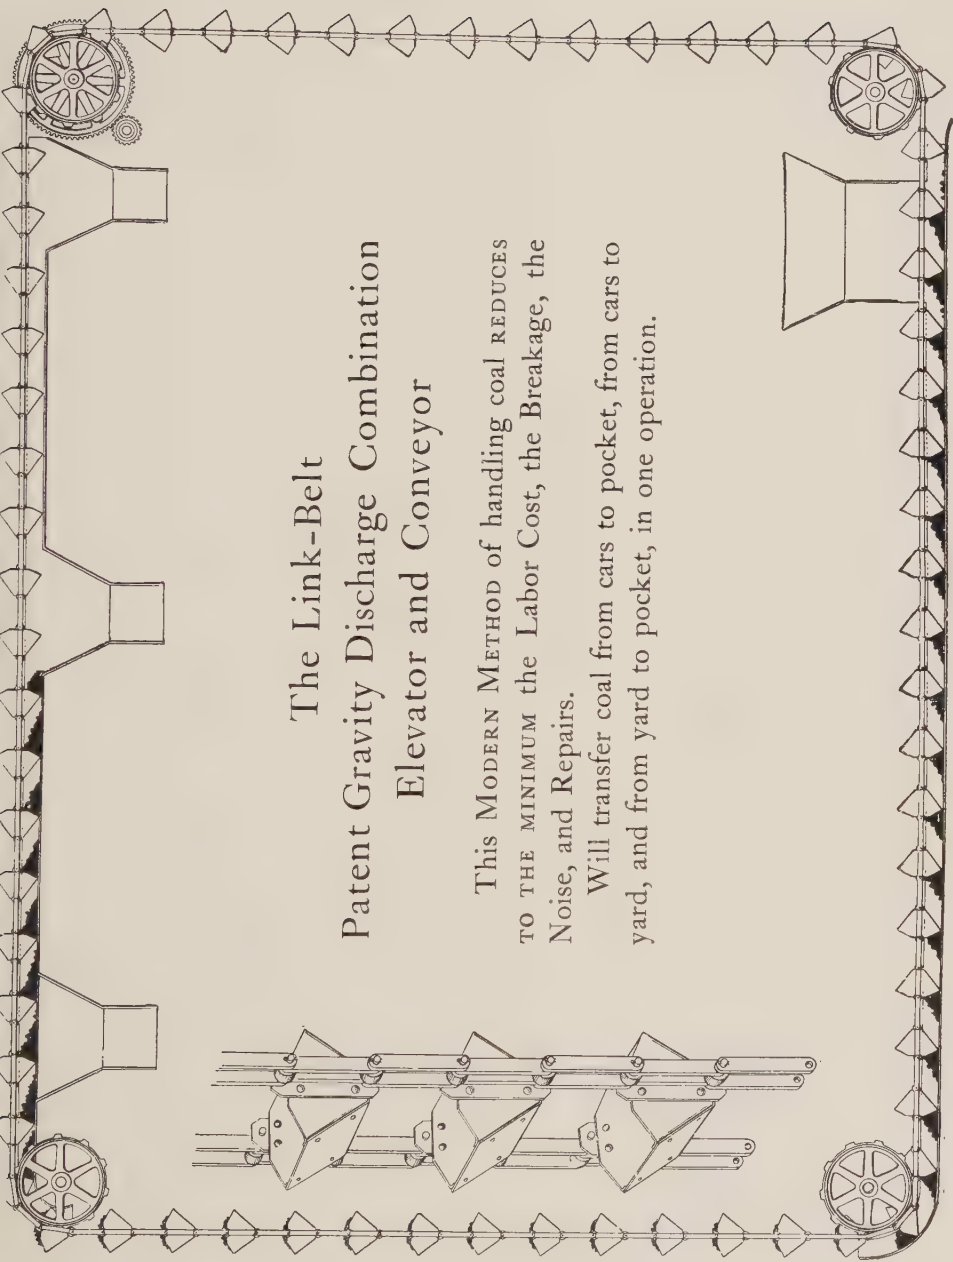 The Link-Belt
Patent Gravity Discharge Combination
Elevator and Conveyor
This MODERN METHOD of handling coal REDUCES
TO THE MINIMUM the Labor Cost, the Breakage, the
Noise, and Repairs.
Will transfer coal from cars to pocket, from cars to
yard, and from yard to pocket, in one operation.